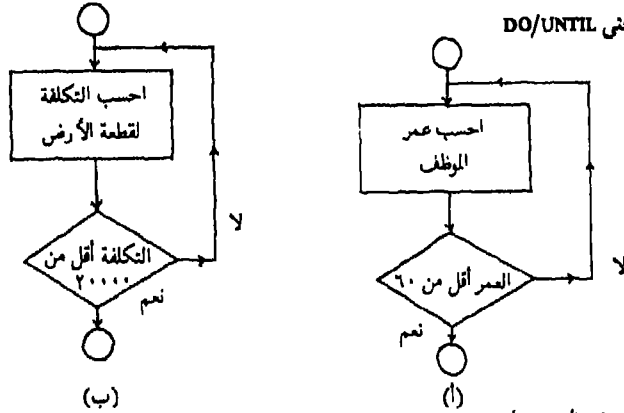 DO/UNTIL
احسب عمر
الموظف
العمر أقل من ٦٠
لا
نعم
(أ)
احسب التكلفة
لقطعة الأرض
التكلفة أقل من
٢٠٠٠٠
لا
نعم
(ب)